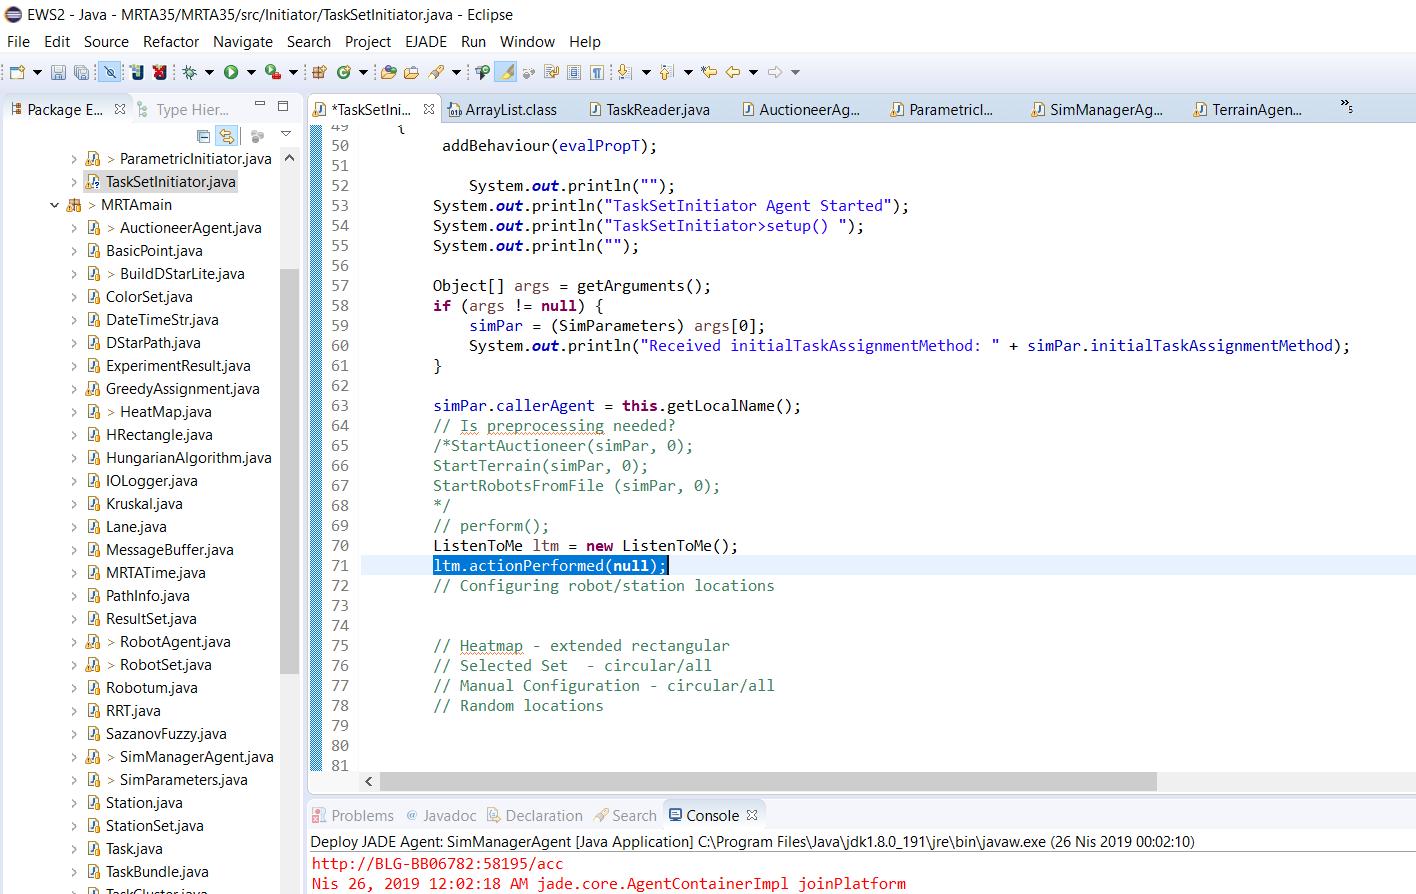 EWS2 - Java - MRTA35/MRTA35/src/Initiator/TaskSetInitiator.java - Eclipse
File Edit Source Refactor Navigate Search Project EJADE Run Window Help
Package E... Type Hier...
*TaskSetIni... ArrayList.class TaskReader.java AuctioneerAg... ParametricI... SimManagerAg... TerrainAgen... »5
> ParametricInitiator.java
TaskSetInitiator.java
> MRTAmain
> AuctioneerAgent.java
BasicPoint.java
> BuildDStarLite.java
ColorSet.java
DateTimeStr.java
DStarPath.java
ExperimentResult.java
GreedyAssignment.java
> HeatMap.java
HRectangle.java
HungarianAlgorithm.java
IOLogger.java
Kruskal.java
Lane.java
MessageBuffer.java
MRTATime.java
PathInfo.java
ResultSet.java
> RobotAgent.java
> RobotSet.java
Robotum.java
RRT.java
SazanovFuzzy.java
> SimManagerAgent.java
> SimParameters.java
Station.java
StationSet.java
Task.java
TaskBundle.java
TaskCluster.java
49 {
50 addBehaviour(evalPropT);
51
52 System.out.println("");
53 System.out.println("TaskSetInitiator Agent Started");
54 System.out.println("TaskSetInitiator>setup() ");
55 System.out.println("");
56
57 Object[] args = getArguments();
58 if (args != null) {
59 simPar = (SimParameters) args[0];
60 System.out.println("Received initialTaskAssignmentMethod: " + simPar.initialTaskAssignmentMethod);
61 }
62
63 simPar.callerAgent = this.getLocalName();
64 // Is preprocessing needed?
65 /*StartAuctioneer(simPar, 0);
66 StartTerrain(simPar, 0);
67 StartRobotsFromFile (simPar, 0);
68 */
69 // perform();
70 ListenToMe ltm = new ListenToMe();
71 ltm.actionPerformed(null);
72 // Configuring robot/station locations
73
74
75 // Heatmap - extended rectangular
76 // Selected Set  - circular/all
77 // Manual Configuration - circular/all
78 // Random locations
79
80
81
Problems @ Javadoc Declaration Search Console
Deploy JADE Agent: SimManagerAgent [Java Application] C:\Program Files\Java\jdk1.8.0_191\jre\bin\javaw.exe (26 Nis 2019 00:02:10)
http://BLG-BB06782:58195/acc
Nis 26, 2019 12:02:18 AM jade.core.AgentContainerImpl joinPlatform